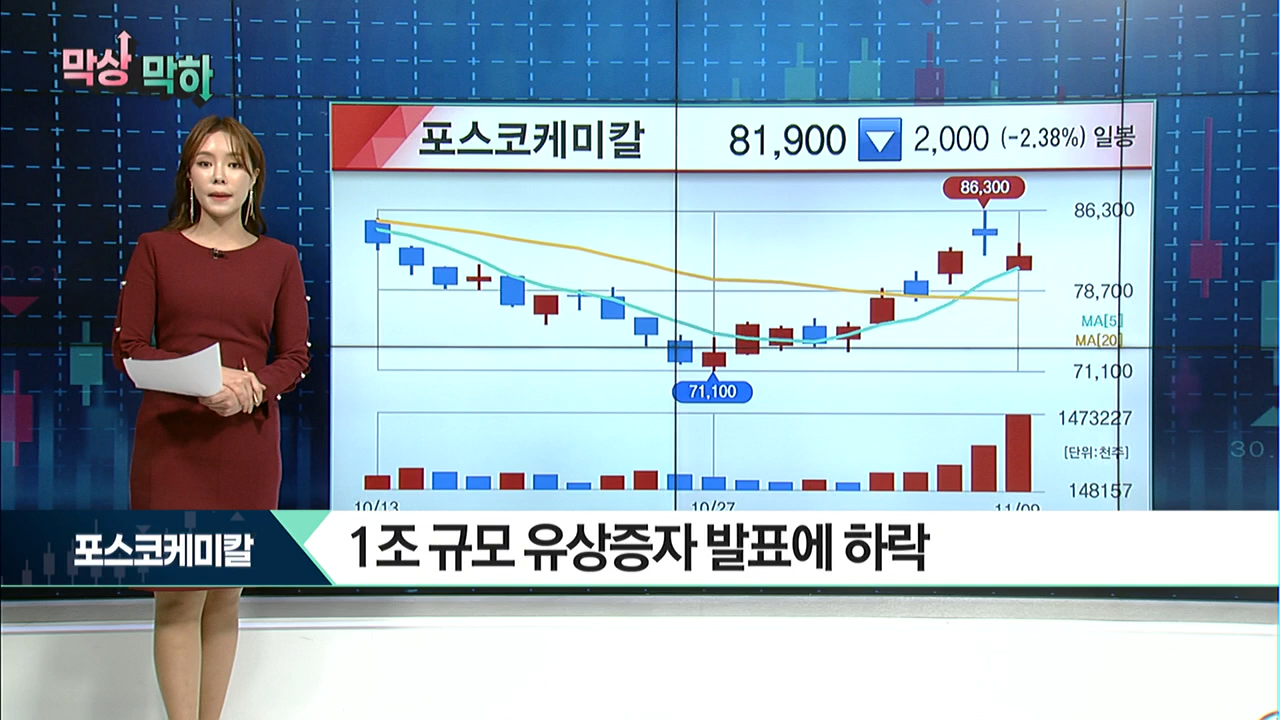 막상 막하
포스코케미칼 81,900 2,000 (-2.38%) 일봉
86,300
86,300
78,700
MA[5]
MA[20]
71,100
71,100
1473227
[단위:천주]
148157
10/13 10/27 11/09
30.
포스코케미칼
1조 규모 유상증자 발표에 하락